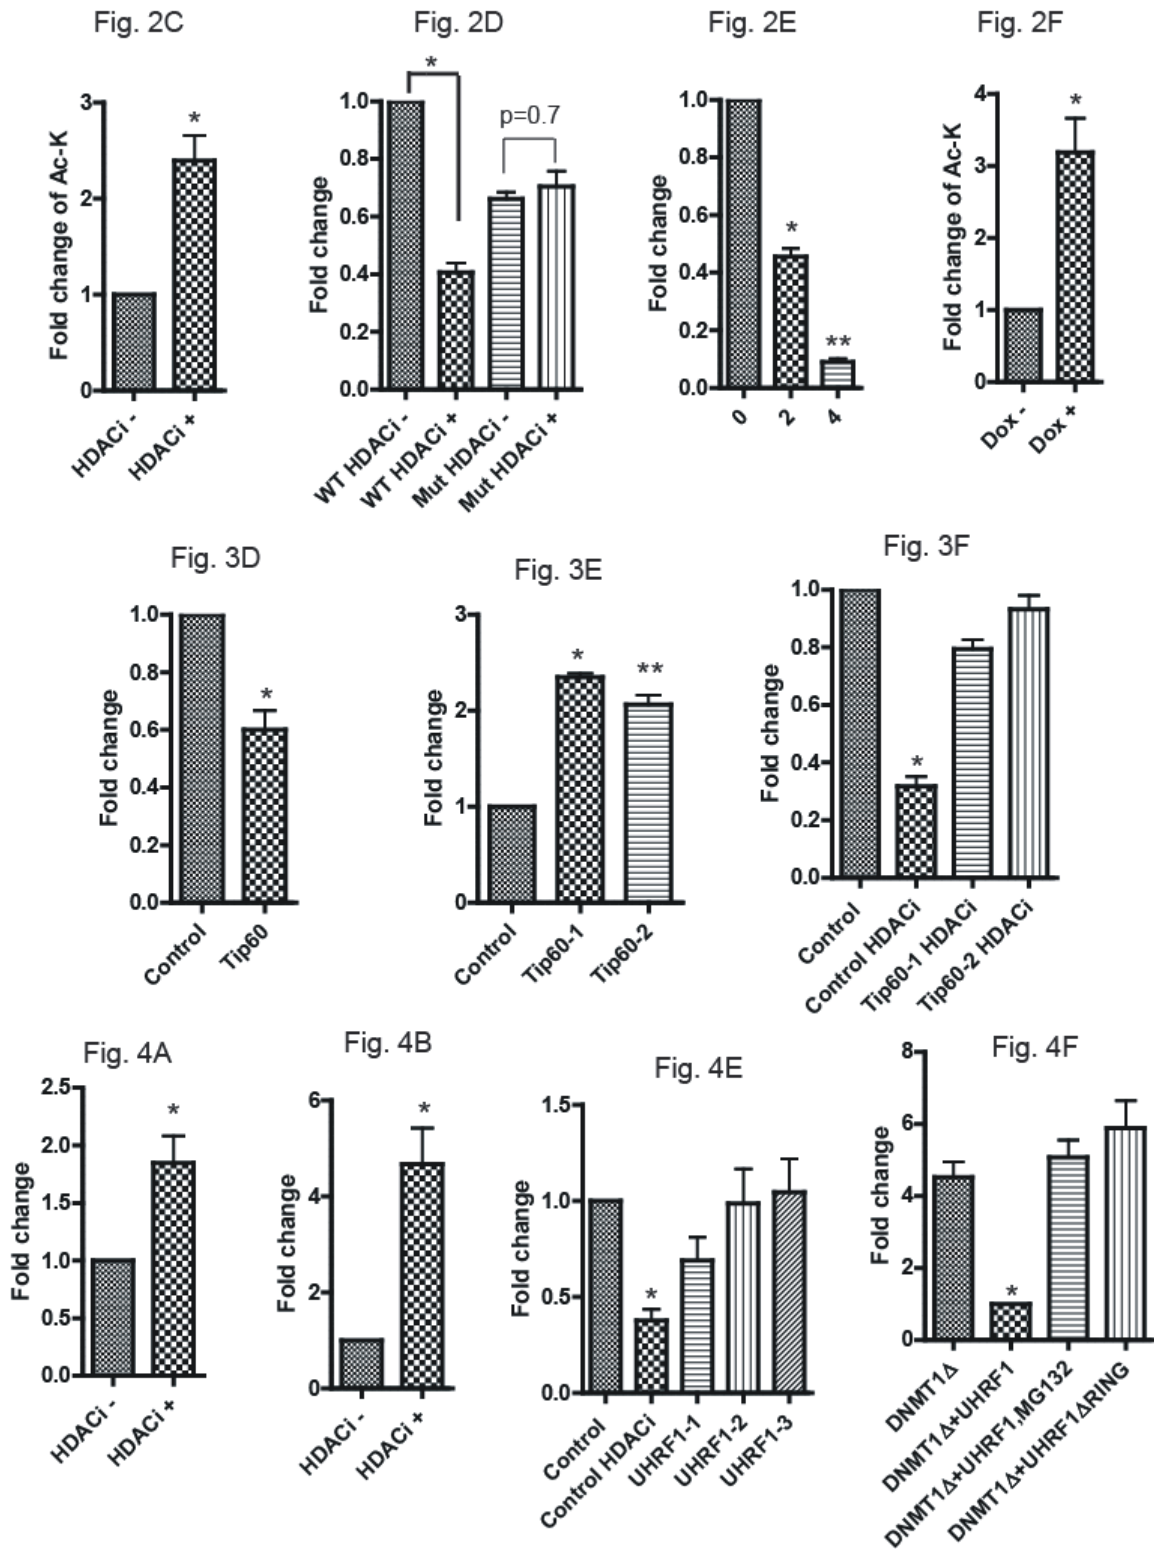 Fig. 2C
Fold change of Ac-K
3
2
1
0
*
HDACi -
HDACi +
Fig. 2D
Fold change
1.0
0.8
0.6
0.4
0.2
0.0
*
p=0.7
WT HDACi -
WT HDACi +
Mut HDACi -
Mut HDACi +
Fig. 2E
Fold change
1.0
0.8
0.6
0.4
0.2
0.0
*
**
0
2
4
Fig. 2F
Fold change of Ac-K
4
3
2
1
0
*
Dox -
Dox +
Fig. 3D
Fold change
1.0
0.8
0.6
0.4
0.2
0.0
*
Control
Tip60
Fig. 3E
Fold change
3
2
1
0
*
**
Control
Tip60-1
Tip60-2
Fig. 3F
Fold change
1.0
0.8
0.6
0.4
0.2
0.0
*
Control
Control HDACi
Tip60-1 HDACi
Tip60-2 HDACi
Fig. 4A
Fold change
2.5
2.0
1.5
1.0
0.5
0.0
*
HDACi -
HDACi +
Fig. 4B
Fold change
6
4
2
0
*
HDACi -
HDACi +
Fig. 4E
Fold change
1.5
1.0
0.5
0.0
*
Control
Control HDACi
UHRF1-1
UHRF1-2
UHRF1-3
Fig. 4F
Fold change
8
6
4
2
0
*
DNMT1Δ
DNMT1Δ+UHRF1
DNMT1Δ+UHRF1,MG132
DNMT1Δ+UHRF1ΔRING